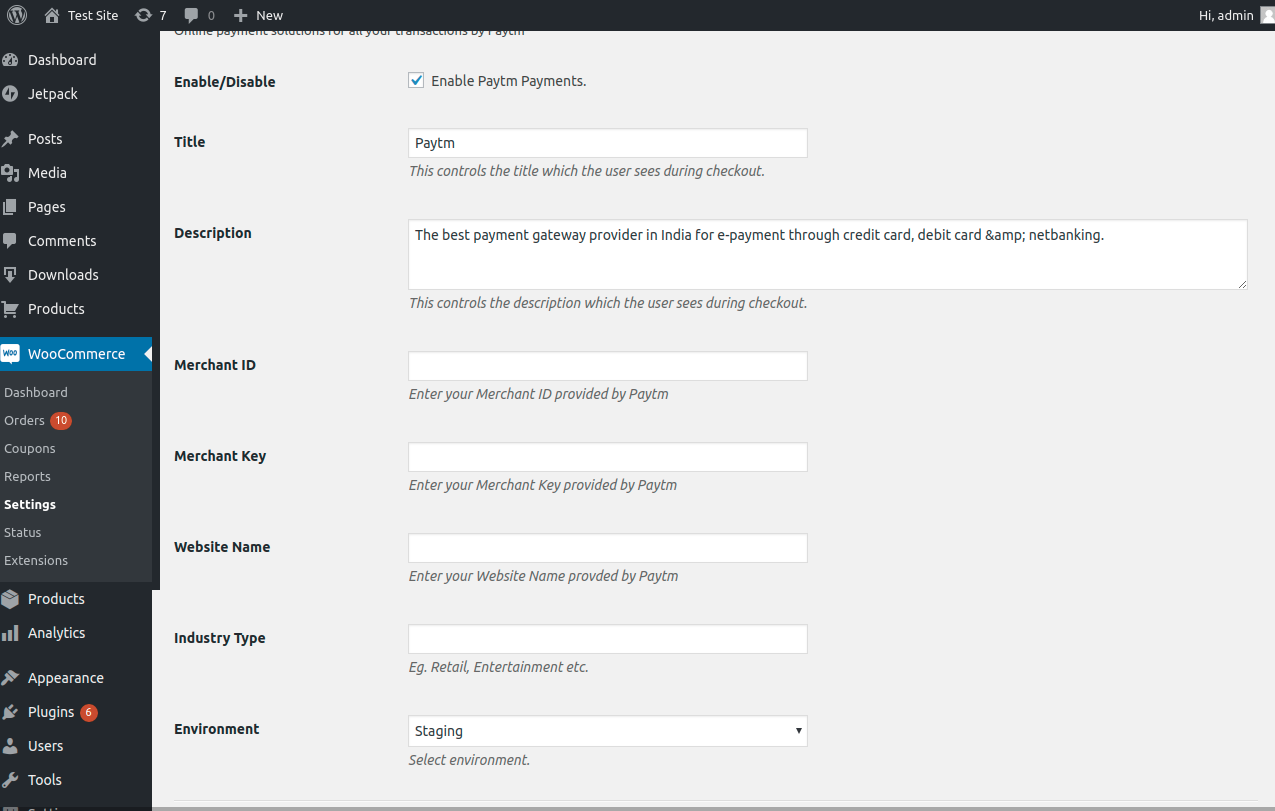 Test Site 7 0 New Hi, admin
Online payment solutions for all your transactions by Paytm
Dashboard
Jetpack
Posts
Media
Pages
Comments
Downloads
Products
WooCommerce
Dashboard
Orders 10
Coupons
Reports
Settings
Status
Extensions
Products
Analytics
Appearance
Plugins 6
Users
Tools
Enable/Disable
Enable Paytm Payments.
Title
Paytm
This controls the title which the user sees during checkout.
Description
The best payment gateway provider in India for e-payment through credit card, debit card &amp; netbanking.
This controls the description which the user sees during checkout.
Merchant ID
Enter your Merchant ID provided by Paytm
Merchant Key
Enter your Merchant Key provided by Paytm
Website Name
Enter your Website Name provded by Paytm
Industry Type
Eg. Retail, Entertainment etc.
Environment
Staging
Select environment.